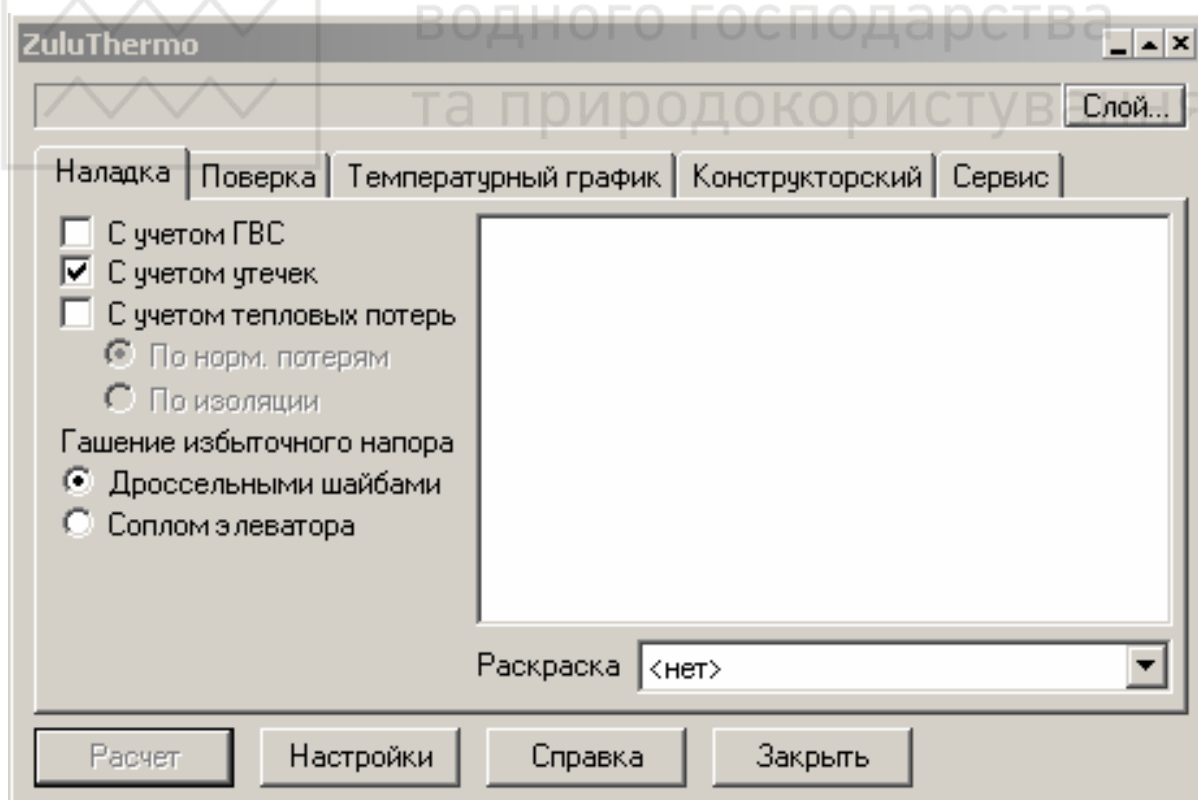 водного господарства
ZuluThermo
та природокористування
Слой...
Наладка Поверка Температурный график Конструкторский Сервис
С учетом ГВС
С учетом утечек
С учетом тепловых потерь
По норм. потерям
По изоляции
Гашение избыточного напора
Дроссельными шайбами
Соплом элеватора
Раскраска <нет>
Расчет Настройки Справка Закрыть